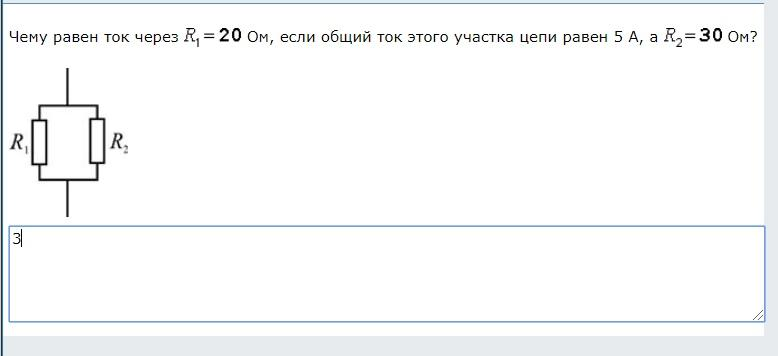 Чему равен ток через R₁ = 20 Ом, если общий ток этого участка цепи равен 5 А, а R₂= 30 Ом?
R₁ R₂
3